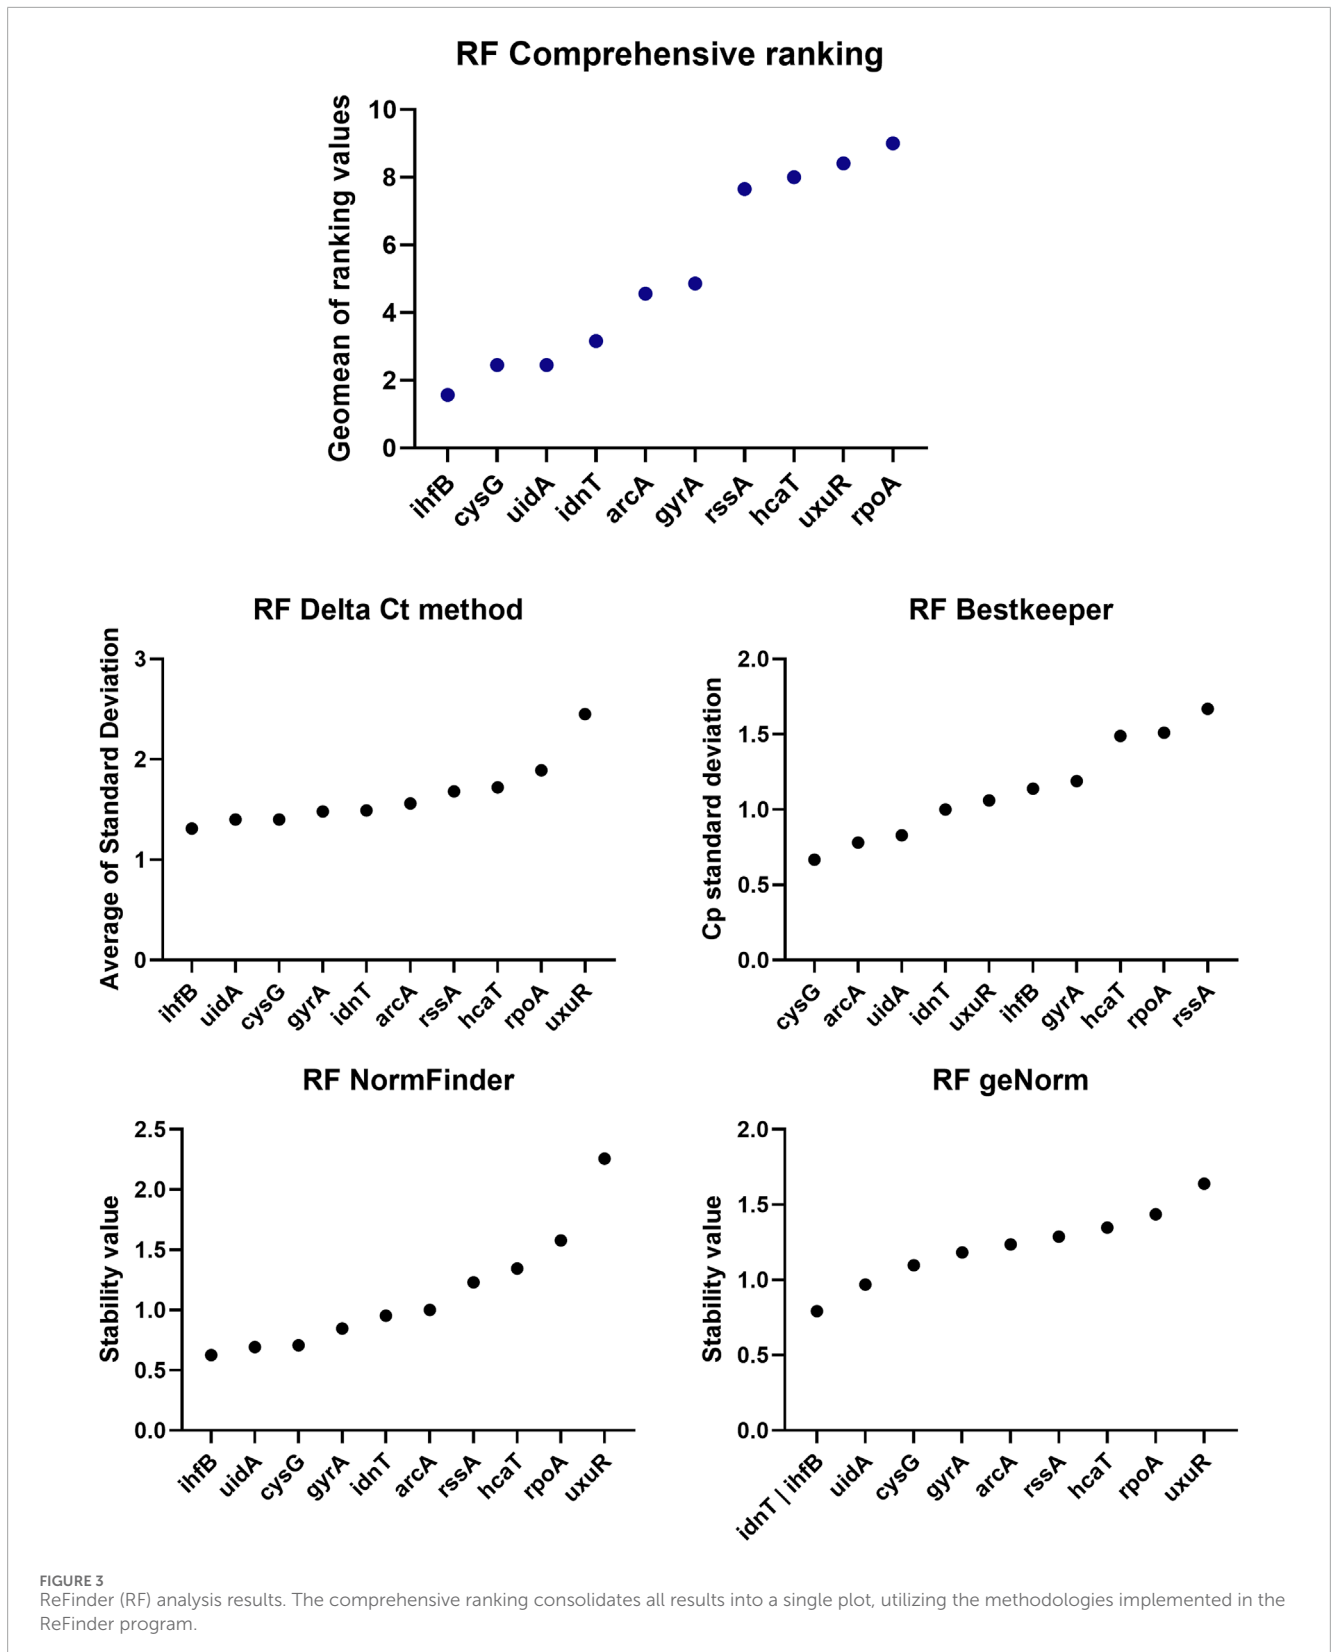 RF Comprehensive ranking
Geomean of ranking values
10
8
6
4
2
0
ihfB
cysG
uidA
idnT
arcA
gyrA
rssA
hcaT
uxuR
rpoA
RF Delta Ct method
Average of Standard Deviation
3
2
1
0
ihfB
uidA
cysG
gyrA
idnT
arcA
rssA
hcaT
rpoA
uxuR
RF Bestkeeper
Cp standard deviation
2.0
1.5
1.0
0.5
0.0
cysG
arcA
uidA
idnT
uxuR
ihfB
gyrA
hcaT
rpoA
rssA
RF NormFinder
Stability value
2.5
2.0
1.5
1.0
0.5
0.0
ihfB
uidA
cysG
gyrA
idnT
arcA
rssA
hcaT
rpoA
uxuR
RF geNorm
Stability value
2.0
1.5
1.0
0.5
0.0
idnT | ihfB
uidA
cysG
gyrA
arcA
rssA
hcaT
rpoA
uxuR
FIGURE 3
ReFinder (RF) analysis results. The comprehensive ranking consolidates all results into a single plot, utilizing the methodologies implemented in the
ReFinder program.